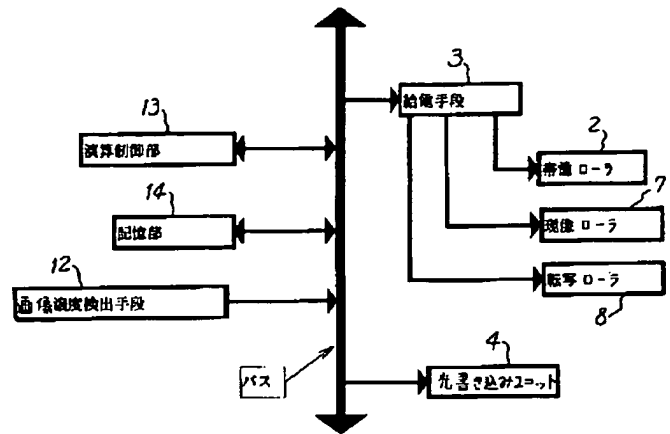 3
給電手段
13
演算制御部
2
帯電ローラ
7
現像ローラ
14
記憶部
12
画像濃度検出手段
転写ローラ
8
バス
4
光書き込みユニット